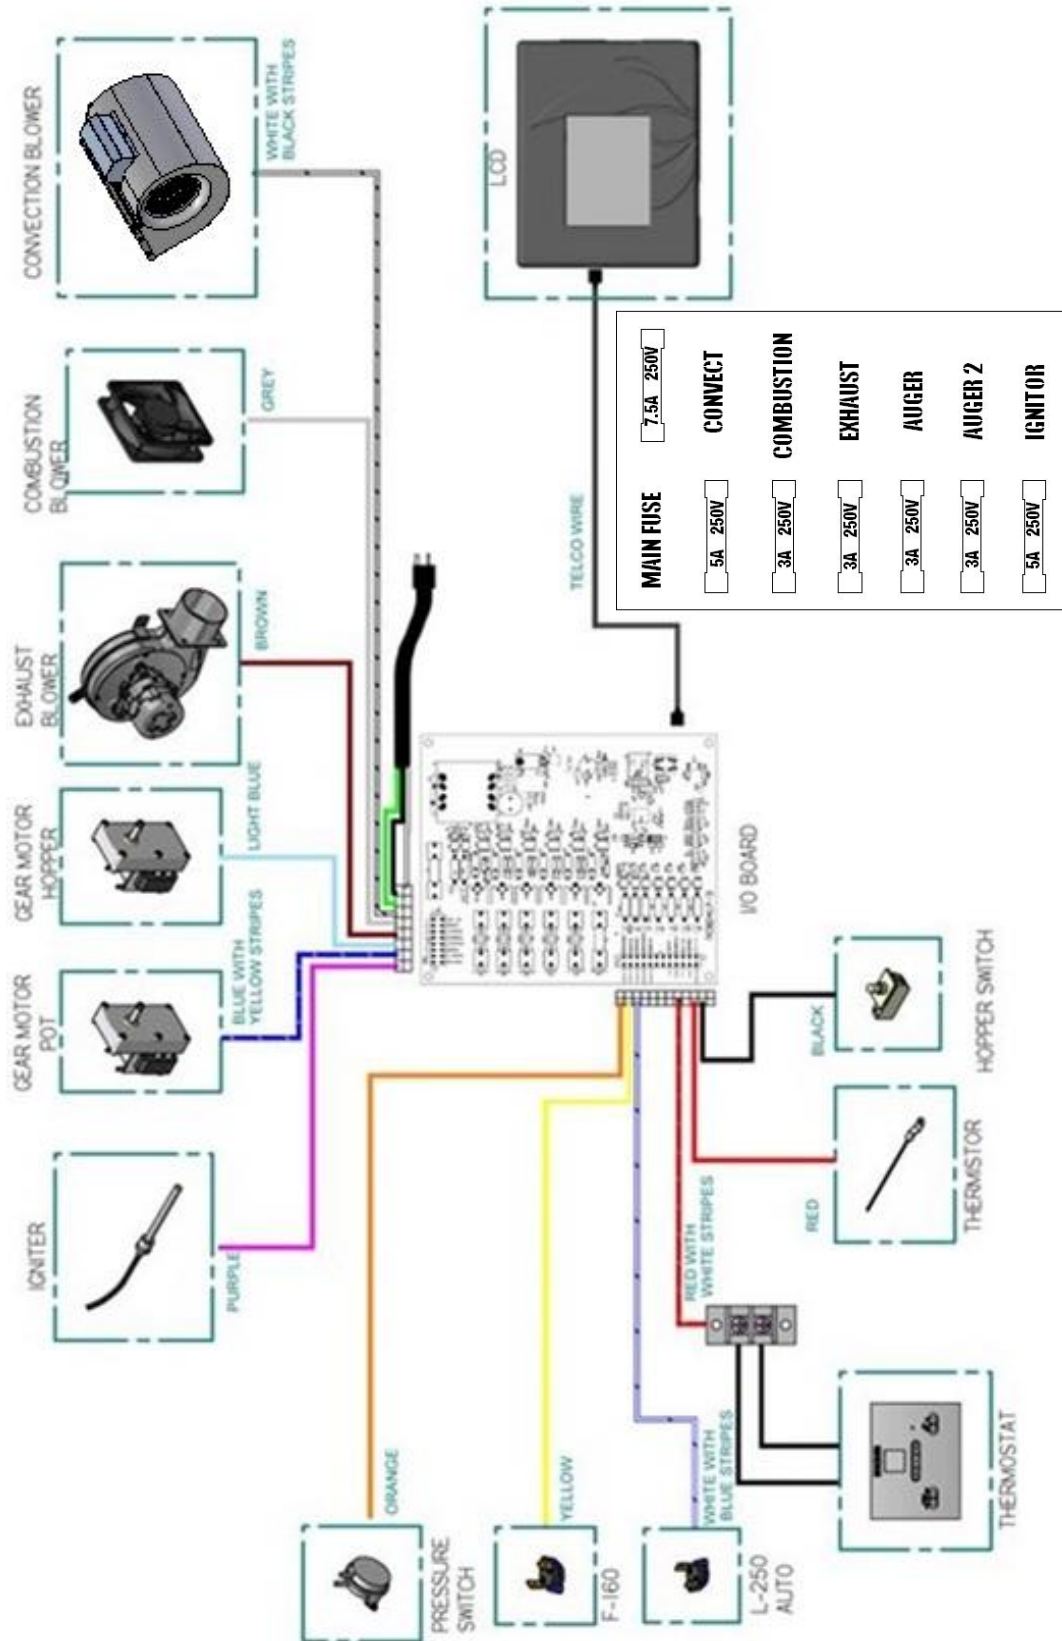 IGNITER
PURPLE
GEAR MOTOR
POT
BLUE WITH
YELLOW STRIPES
GEAR MOTOR
HOPPER
LIGHT BLUE
EXHAUST
BLOWER
BROWN
COMBUSTION
BLOWER
GREY
CONVECTION BLOWER
WHITE WITH
BLACK STRIPES
PRESSURE
SWITCH
ORANGE
F-160
YELLOW
L-250
AUTO
WHITE WITH
BLUE STRIPES
THERMOSTAT
RED WITH
WHITE STRIPES
THERMISTOR
RED
HOPPER SWITCH
BLACK
I/O BOARD
TELCO WIRE
LCD
MAIN FUSE 7.5A 250V
5A 250V CONVECT
3A 250V COMBUSTION
3A 250V EXHAUST
3A 250V AUGER
3A 250V AUGER 2
5A 250V IGNITOR